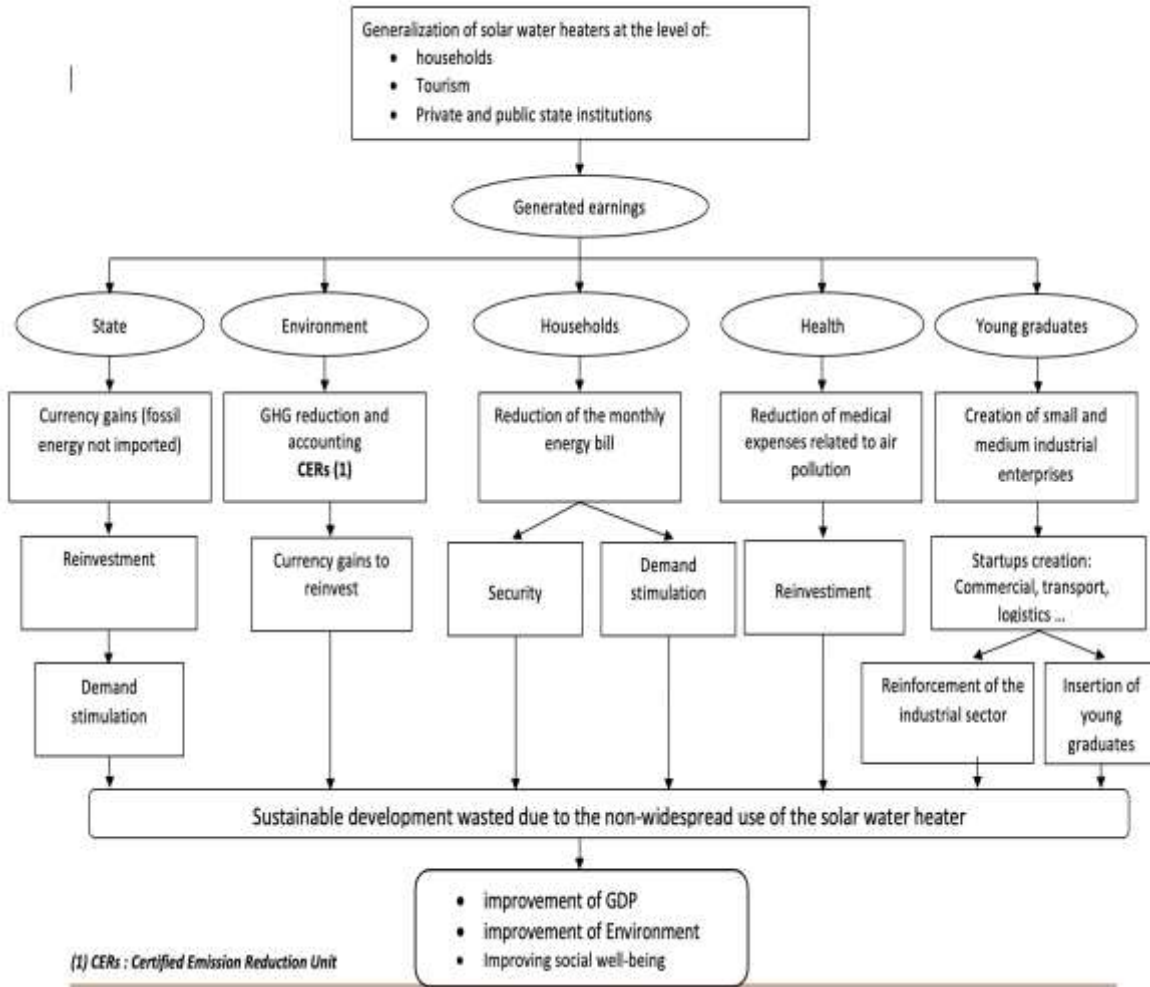 Generalization of solar water heaters at the level of:
• households
• Tourism
• Private and public state institutions
Generated earnings
State
Environment
Households
Health
Young graduates
Currency gains (fossil
energy not imported)
GHG reduction and
accounting
CERs (1)
Reduction of the monthly
energy bill
Reduction of medical
expenses related to air
pollution
Creation of small and
medium industrial
enterprises
Reinvestment
Currency gains to
reinvest
Security
Demand
stimulation
Reinvestiment
Startups creation:
Commercial, transport,
logistics ...
Demand
stimulation
Reinforcement of the
industrial sector
Insertion of
young
graduates
Sustainable development wasted due to the non-widespread use of the solar water heater
• improvement of GDP
• improvement of Environment
• Improving social well-being
(1) CERs : Certified Emission Reduction Unit